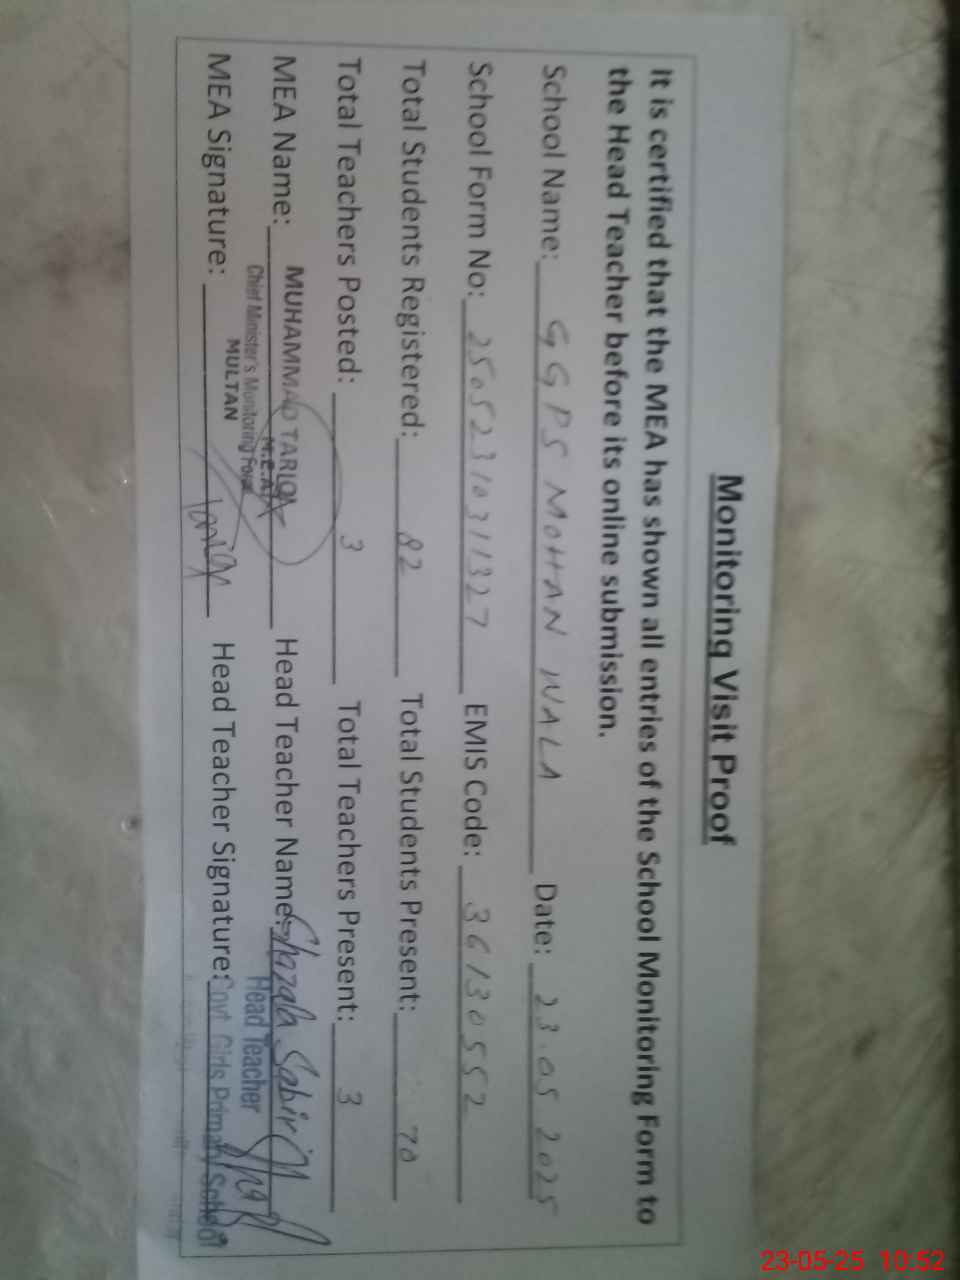 Monitoring Visit Proof
It is certified that the MEA has shown all entries of the School Monitoring Form to
the Head Teacher before its online submission.
School Name: GGPS MOHAN WALA Date: 23.05.2025
School Form No: 2505231031327 EMIS Code: 36130552
Total Students Registered: 82 Total Students Present: 70
Total Teachers Posted: 3 Total Teachers Present: 3
MEA Name: MUHAMMAD TARIQ Head Teacher Name: Ghazala Sabir
M.E.A
Chief Minister's Monitoring Force
MULTAN
MEA Signature: Tariq Head Teacher Signature:
Head Teacher
Govt Girls Primary School
23-05-25 10:52